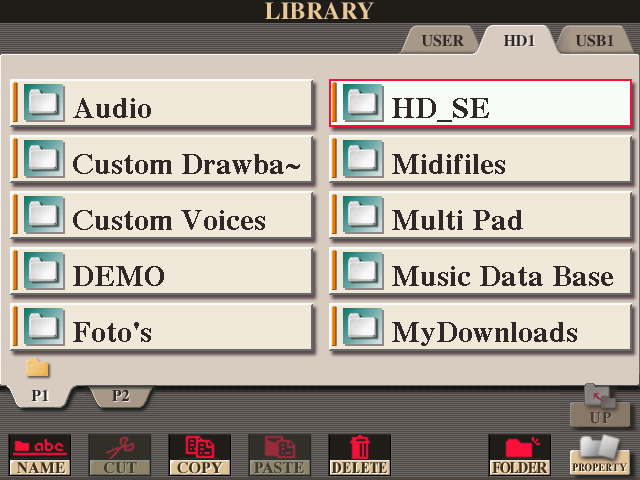 LIBRARY
USER HD1 USB1
Audio HD_SE
Custom Drawba~ Midifiles
Custom Voices Multi Pad
DEMO Music Data Base
Foto's MyDownloads
P1 P2
UP
abc
NAME CUT COPY PASTE DELETE FOLDER PROPERTY